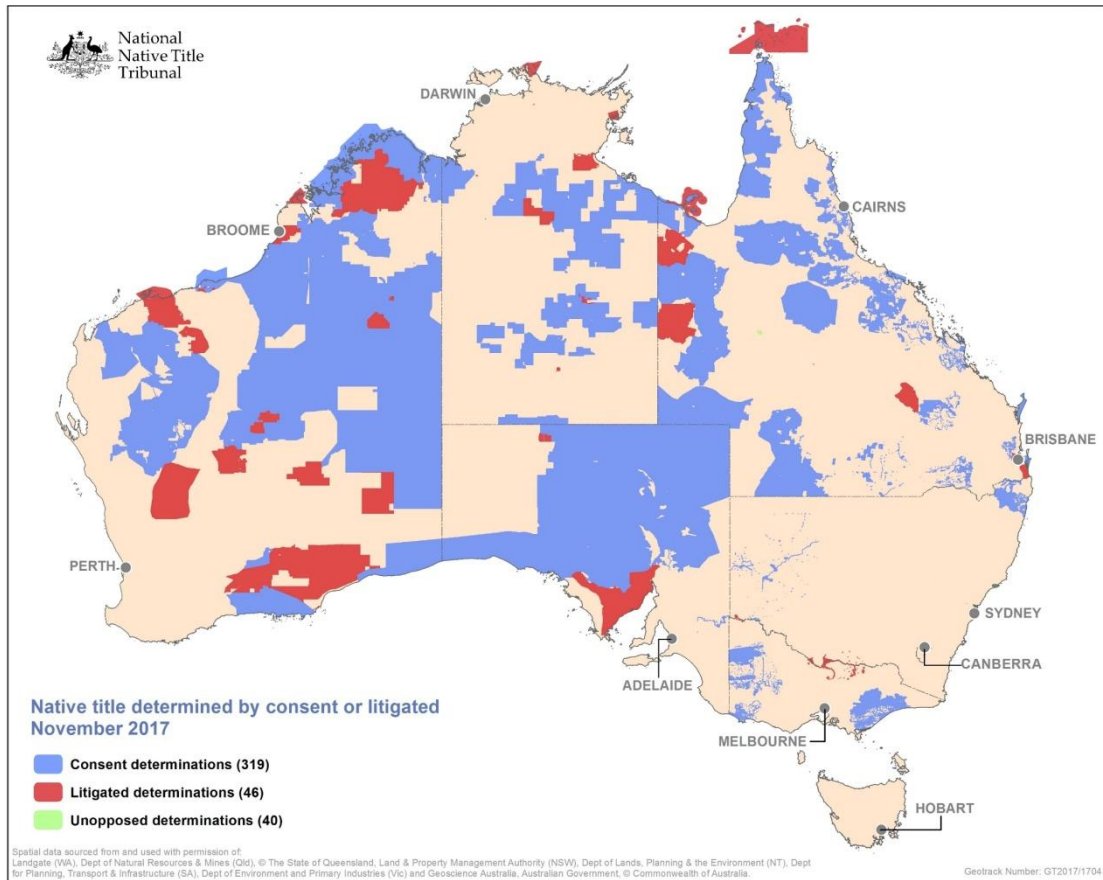 National
Native Title
Tribunal
DARWIN
CAIRNS
BROOME
BRISBANE
PERTH
SYDNEY
CANBERRA
ADELAIDE
MELBOURNE
HOBART
Native title determined by consent or litigated
November 2017
Consent determinations (319)
Litigated determinations (46)
Unopposed determinations (40)
Spatial data sourced from and used with permission of:
Landgate (WA), Dept of Natural Resources & Mines (Qld), © The State of Queensland, Land & Property Management Authority (NSW), Dept of Lands, Planning & the Environment (NT), Dept
for Planning, Transport & Infrastructure (SA), Dept of Environment and Primary Industries (Vic) and Geoscience Australia, Australian Government, © Commonwealth of Australia.
Geotrack Number: GT2017/1704